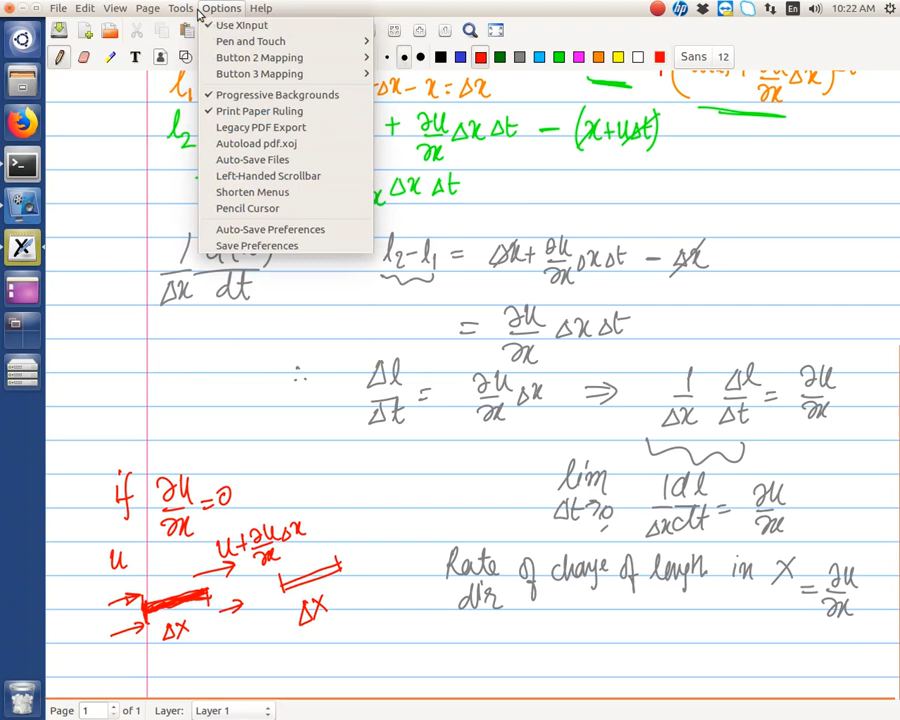 File Edit View Page Tools Options Help
En 10:22 AM
Use XInput
Pen and Touch
Button 2 Mapping
Button 3 Mapping
Progressive Backgrounds
Print Paper Ruling
Legacy PDF Export
Autoload pdf.xoj
Auto-Save Files
Left-Handed Scrollbar
Shorten Menus
Pencil Cursor
Auto-Save Preferences
Save Preferences
Sans 12
l₁ Δx - x = Δx
l₂ + ∂u/∂x Δx Δt - (x+uΔt)
x Δx Δt
1/Δx dt
l₂-l₁ = Δx + ∂u/∂x Δx Δt - Δx
= ∂u/∂x Δx Δt
∴ Δl/Δt = ∂u/∂x Δx ⇒ 1/Δx Δl/Δt = ∂u/∂x
if ∂u/∂x = 0
lim Δt→0 1/Δx dl/dt = ∂u/∂x
u u + ∂u/∂x Δx
Δx Δx
Rate of change of length in X
dir = ∂u/∂x
Page 1 of 1 Layer: Layer 1